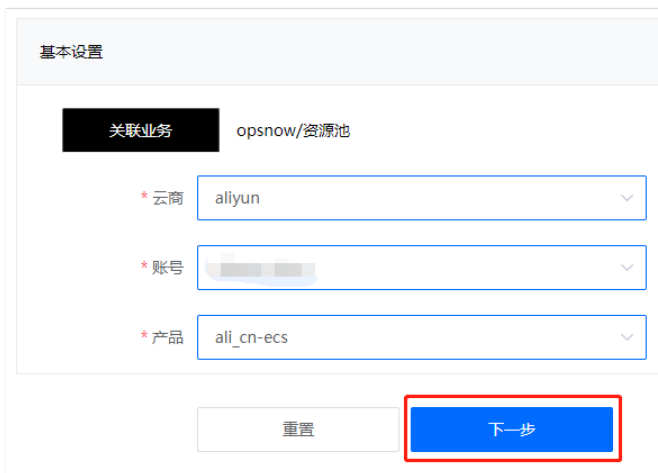 基本设置
关联业务 opsnow/资源池
* 云商 aliyun
* 账号
* 产品 ali_cn-ecs
重置 下一步